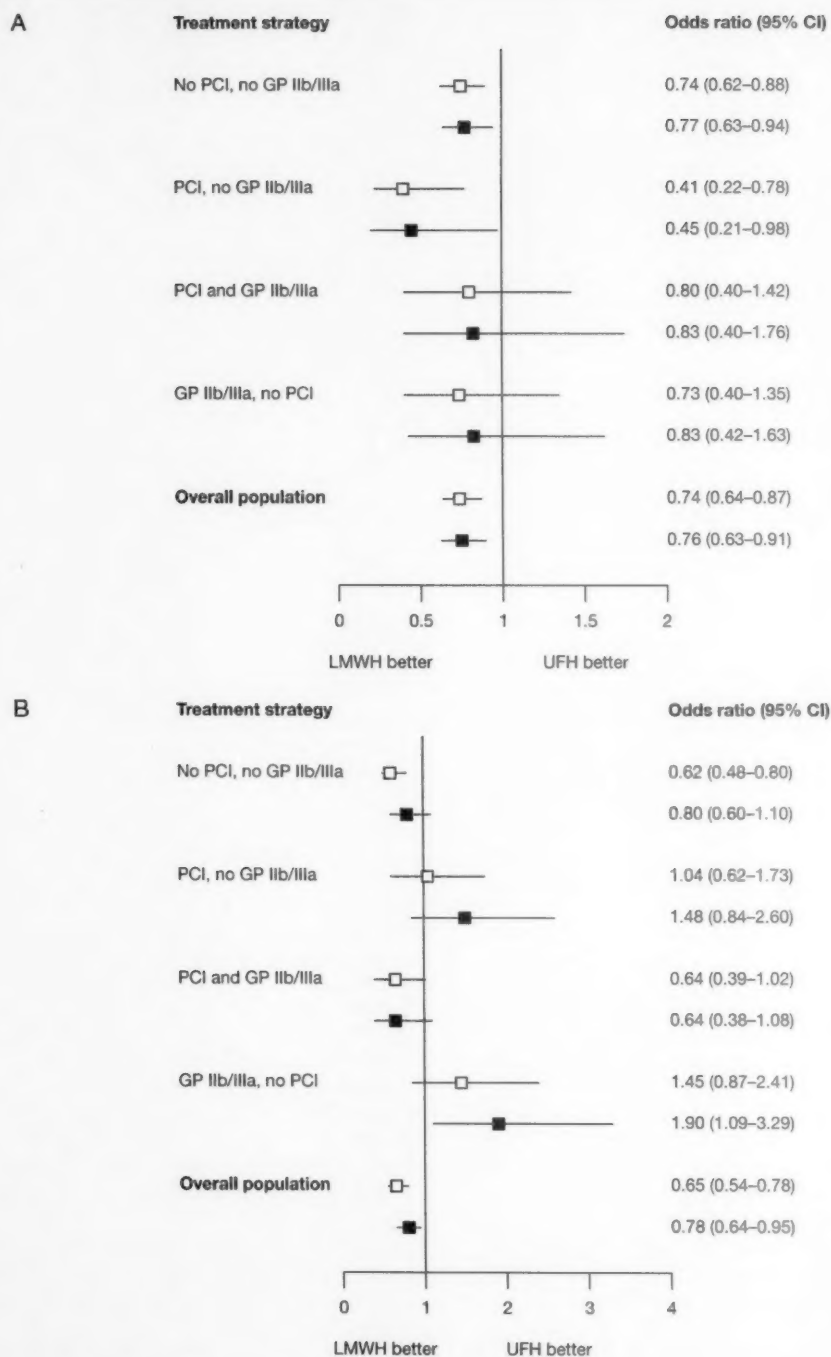 A
Treatment strategy Odds ratio (95% CI)
No PCI, no GP IIb/IIIa 0.74 (0.62–0.88)
0.77 (0.63–0.94)
PCI, no GP IIb/IIIa 0.41 (0.22–0.78)
0.45 (0.21–0.98)
PCI and GP IIb/IIIa 0.80 (0.40–1.42)
0.83 (0.40–1.76)
GP IIb/IIIa, no PCI 0.73 (0.40–1.35)
0.83 (0.42–1.63)
Overall population 0.74 (0.64–0.87)
0.76 (0.63–0.91)
0 0.5 1 1.5 2
LMWH better UFH better
B
Treatment strategy Odds ratio (95% CI)
No PCI, no GP IIb/IIIa 0.62 (0.48–0.80)
0.80 (0.60–1.10)
PCI, no GP IIb/IIIa 1.04 (0.62–1.73)
1.48 (0.84–2.60)
PCI and GP IIb/IIIa 0.64 (0.39–1.02)
0.64 (0.38–1.08)
GP IIb/IIIa, no PCI 1.45 (0.87–2.41)
1.90 (1.09–3.29)
Overall population 0.65 (0.54–0.78)
0.78 (0.64–0.95)
0 1 2 3 4
LMWH better UFH better